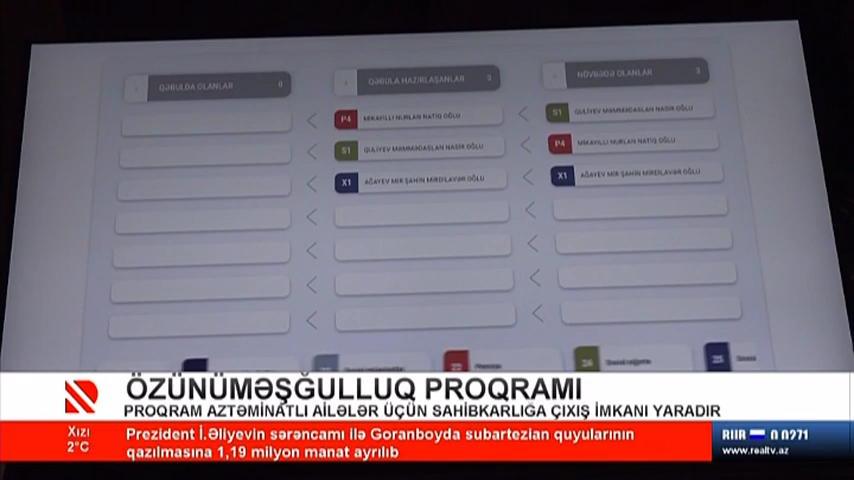 QƏBULDA OLANLAR 0
QƏBULA HAZIRLAŞANLAR 3
NÖVBƏDƏ OLANLAR 3
P4 MİKAYILLI NURLAN NATİQ OĞLU
S1 QULİYEV MƏMMƏDASLAN NASİR OĞLU
S1 QULİYEV MƏMMƏDASLAN NASİR OĞLU
P4 MİKAYILLI NURLAN NATİQ OĞLU
X1 AĞAYEV MİR ŞAHİN MİRDİLAVƏR OĞLU
X1 AĞAYEV MİR ŞAHİN MİRDİLAVƏR OĞLU
ÖZÜNÜMƏŞĞULLUQ PROQRAMI
PROQRAM AZTƏMİNATLI AİLƏLƏR ÜÇÜN SAHİBKARLIĞA ÇIXIŞ İMKANI YARADIR
Xızı
2°C
Prezident İ.Əliyevin sərəncamı ilə Goranboyda subartezian quyularının
qazılmasına 1,19 milyon manat ayrılıb
www.realtv.az